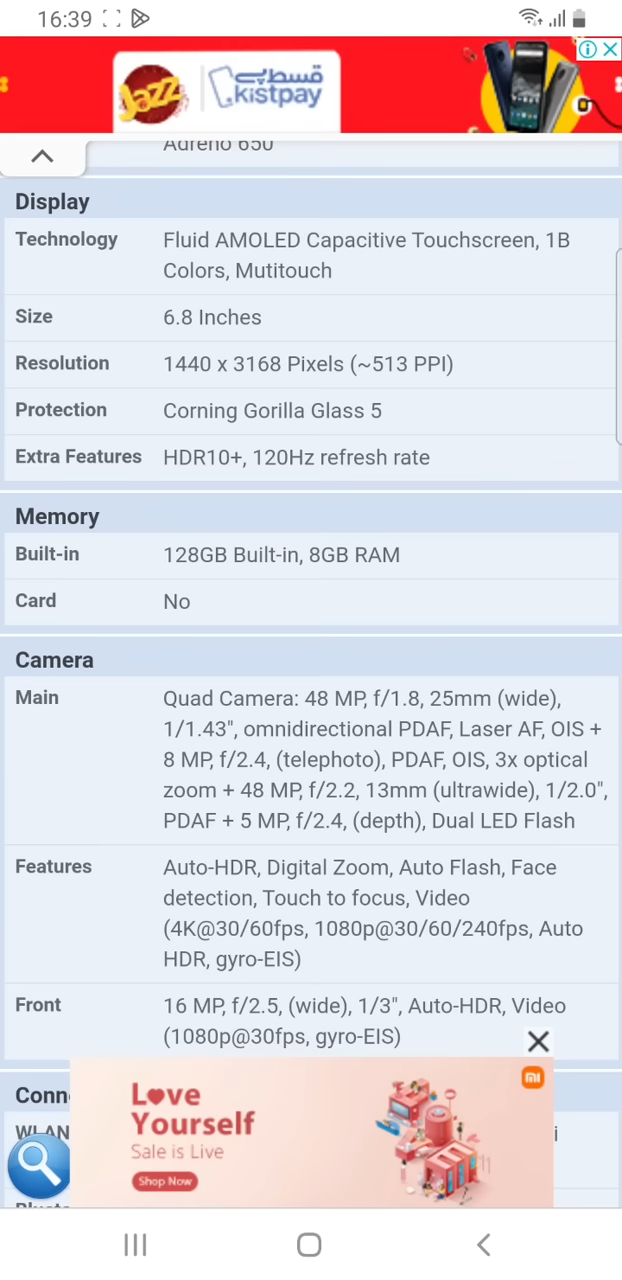 16:39
Jazz
قسطپے
kistpay
Adreno 650
Display
Technology Fluid AMOLED Capacitive Touchscreen, 1B
Colors, Mutitouch
Size 6.8 Inches
Resolution 1440 x 3168 Pixels (~513 PPI)
Protection Corning Gorilla Glass 5
Extra Features HDR10+, 120Hz refresh rate
Memory
Built-in 128GB Built-in, 8GB RAM
Card No
Camera
Main Quad Camera: 48 MP, f/1.8, 25mm (wide),
1/1.43", omnidirectional PDAF, Laser AF, OIS +
8 MP, f/2.4, (telephoto), PDAF, OIS, 3x optical
zoom + 48 MP, f/2.2, 13mm (ultrawide), 1/2.0",
PDAF + 5 MP, f/2.4, (depth), Dual LED Flash
Features Auto-HDR, Digital Zoom, Auto Flash, Face
detection, Touch to focus, Video
(4K@30/60fps, 1080p@30/60/240fps, Auto
HDR, gyro-EIS)
Front 16 MP, f/2.5, (wide), 1/3", Auto-HDR, Video
(1080p@30fps, gyro-EIS)
mi
Love
Conn
Yourself
WLAN
Sale is Live
Shop Now